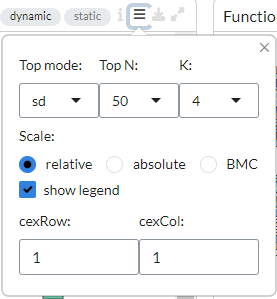 dynamic static i Functio
Top mode: Top N: K:
sd 50 4
Scale:
relative absolute BMC
show legend
cexRow: cexCol:
1 1